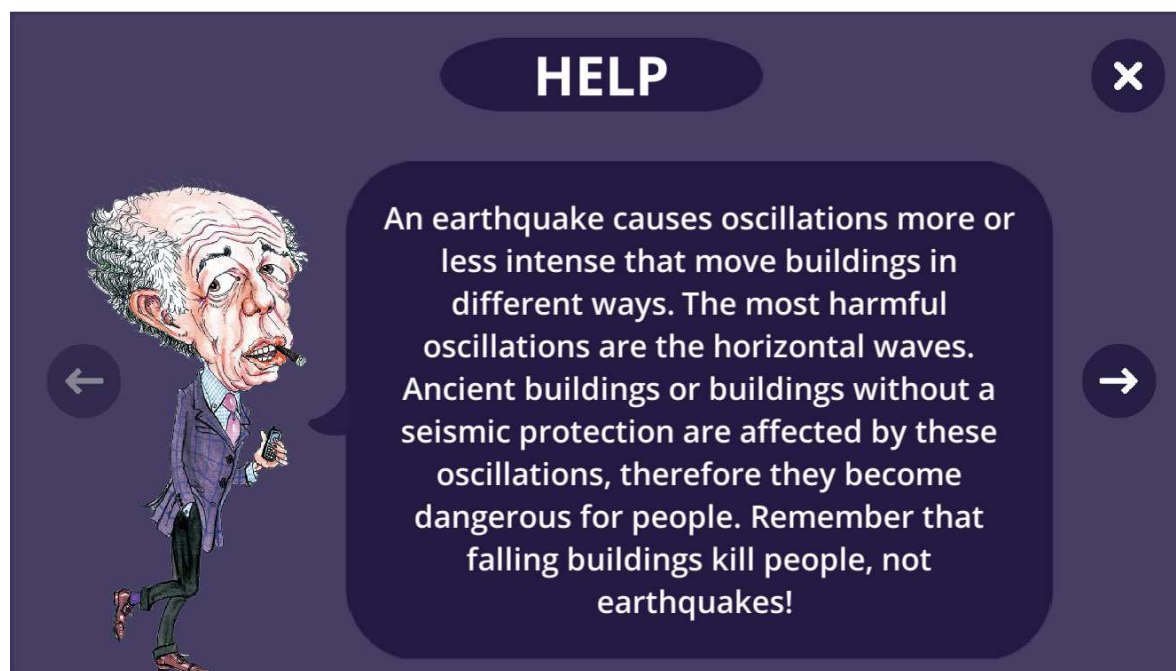 HELP
An earthquake causes oscillations more or
less intense that move buildings in
different ways. The most harmful
oscillations are the horizontal waves.
Ancient buildings or buildings without a
seismic protection are affected by these
oscillations, therefore they become
dangerous for people. Remember that
falling buildings kill people, not
earthquakes!